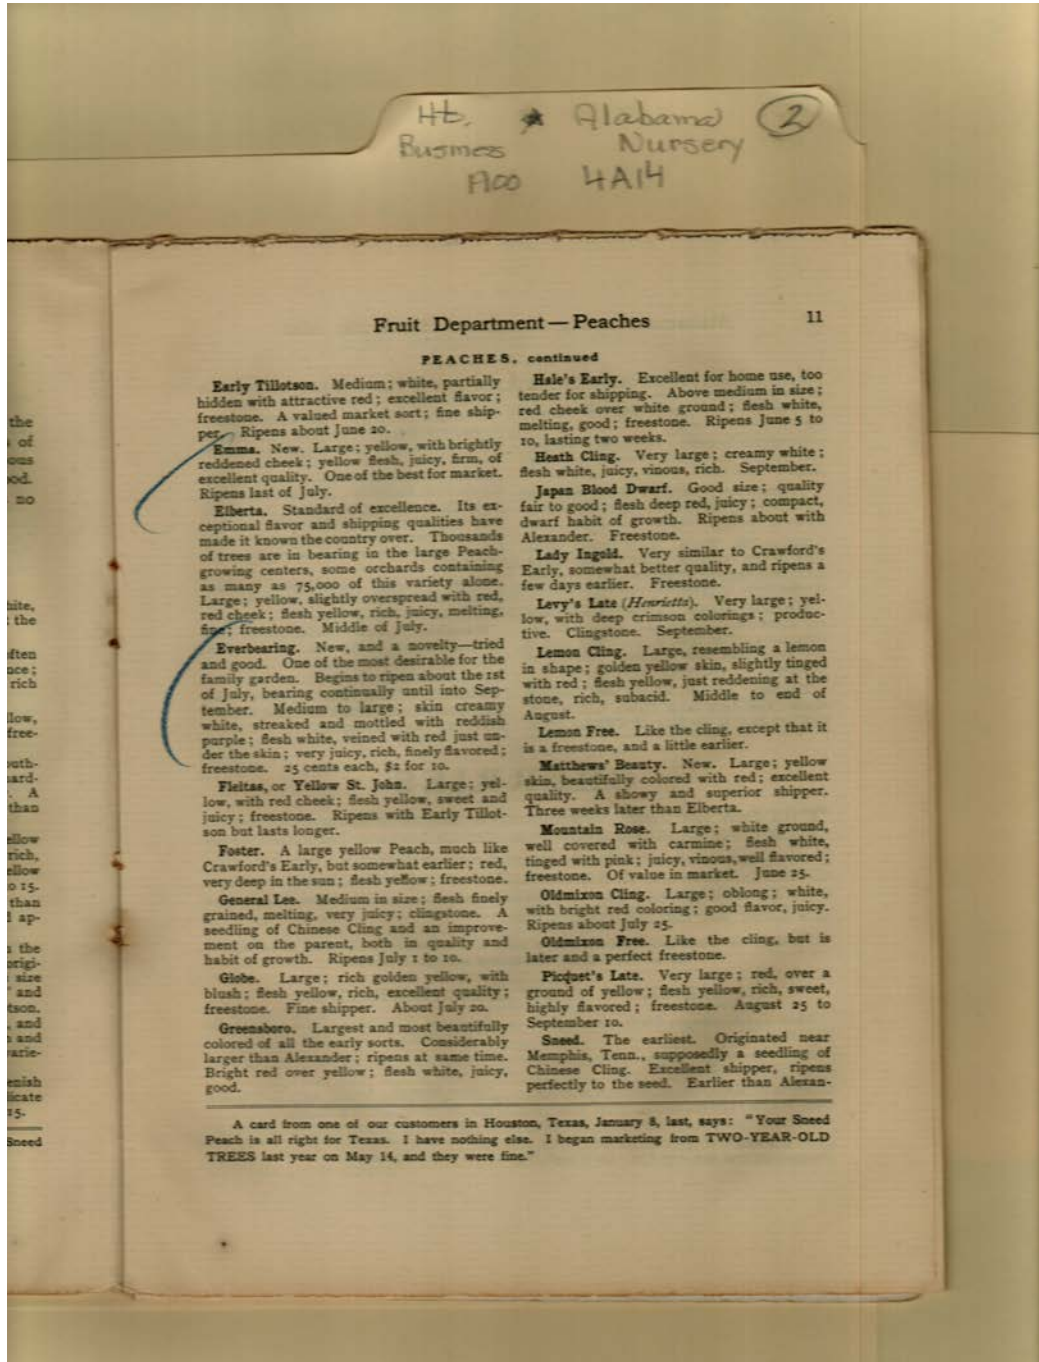 Hb. * Alabama 2
Business Nursery
A00 4A14
Fruit Department — Peaches 11
PEACHES, continued
Early Tillotson. Medium; white, partially
hidden with attractive red; excellent flavor;
freestone. A valued market sort; fine ship-
per. Ripens about June 20.
Emma. New. Large; yellow, with brightly
reddened cheek; yellow flesh, juicy, firm, of
excellent quality. One of the best for market.
Ripens last of July.
Elberta. Standard of excellence. Its ex-
ceptional flavor and shipping qualities have
made it known the country over. Thousands
of trees are in bearing in the large Peach-
growing centers, some orchards containing
as many as 75,000 of this variety alone.
Large; yellow, slightly overspread with red,
red cheek; flesh yellow, rich, juicy, melting,
fine; freestone. Middle of July.
Everbearing. New, and a novelty—tried
and good. One of the most desirable for the
family garden. Begins to ripen about the 1st
of July, bearing continually until into Sep-
tember. Medium to large; skin creamy
white, streaked and mottled with reddish
purple; flesh white, veined with red just un-
der the skin; very juicy, rich, finely flavored;
freestone. 25 cents each, $2 for 10.
Fleitas, or Yellow St. John. Large; yel-
low, with red cheek; flesh yellow, sweet and
juicy; freestone. Ripens with Early Tillot-
son but lasts longer.
Foster. A large yellow Peach, much like
Crawford's Early, but somewhat earlier; red,
very deep in the sun; flesh yellow; freestone.
General Lee. Medium in size; flesh finely
grained, melting, very juicy; clingstone. A
seedling of Chinese Cling and an improve-
ment on the parent, both in quality and
habit of growth. Ripens July 1 to 10.
Globe. Large; rich golden yellow, with
blush; flesh yellow, rich, excellent quality;
freestone. Fine shipper. About July 20.
Greensboro. Largest and most beautifully
colored of all the early sorts. Considerably
larger than Alexander; ripens at same time.
Bright red over yellow; flesh white, juicy,
good.
Hale's Early. Excellent for home use, too
tender for shipping. Above medium in size;
red cheek over white ground; flesh white,
melting, good; freestone. Ripens June 5 to
10, lasting two weeks.
Heath Cling. Very large; creamy white;
flesh white, juicy, vinous, rich. September.
Japan Blood Dwarf. Good size; quality
fair to good; flesh deep red, juicy; compact,
dwarf habit of growth. Ripens about with
Alexander. Freestone.
Lady Ingold. Very similar to Crawford's
Early, somewhat better quality, and ripens a
few days earlier. Freestone.
Levy's Late (Henrietta). Very large; yel-
low, with deep crimson colorings; produc-
tive. Clingstone. September.
Lemon Cling. Large, resembling a lemon
in shape; golden yellow skin, slightly tinged
with red; flesh yellow, just reddening at the
stone, rich, subacid. Middle to end of
August.
Lemon Free. Like the cling, except that it
is a freestone, and a little earlier.
Matthews' Beauty. New. Large; yellow
skin, beautifully colored with red; excellent
quality. A showy and superior shipper.
Three weeks later than Elberta.
Mountain Rose. Large; white ground,
well covered with carmine; flesh white,
tinged with pink; juicy, vinous, well flavored;
freestone. Of value in market. June 25.
Oldmixon Cling. Large; oblong; white,
with bright red coloring; good flavor, juicy.
Ripens about July 25.
Oldmixon Free. Like the cling, but is
later and a perfect freestone.
Picquet's Late. Very large; red, over a
ground of yellow; flesh yellow, rich, sweet,
highly flavored; freestone. August 25 to
September 10.
Sneed. The earliest. Originated near
Memphis, Tenn., supposedly a seedling of
Chinese Cling. Excellent shipper, ripens
perfectly to the seed. Earlier than Alexan-
A card from one of our customers in Houston, Texas, January 8, last, says: "Your Sneed
Peach is all right for Texas. I have nothing else. I began marketing from TWO-YEAR-OLD
TREES last year on May 14, and they were fine."